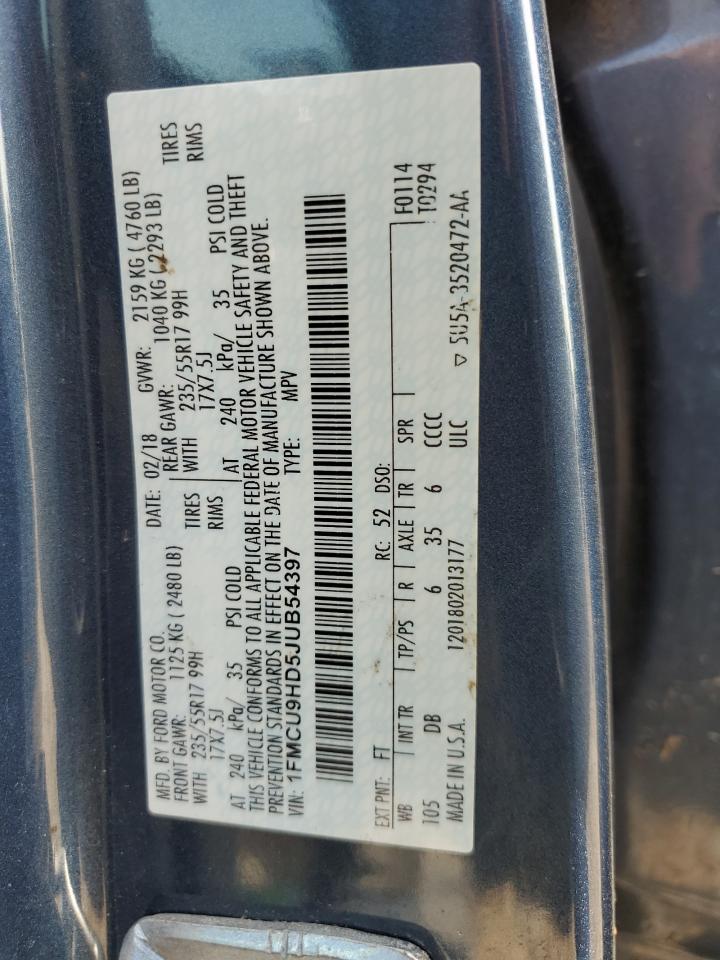 MFD. BY FORD MOTOR CO.
DATE: 02/18 GVWR: 2159 KG ( 4760 LB)
FRONT GAWR: 1125 KG ( 2480 LB)
REAR GAWR: 1040 KG ( 2293 LB)
WITH 235/55R17 99H TIRES
WITH 235/55R17 99H TIRES
17X7.5J RIMS
17X7.5J RIMS
AT 240 kPa/ 35 PSI COLD
AT 240 kPa/ 35 PSI COLD
THIS VEHICLE CONFORMS TO ALL APPLICABLE FEDERAL MOTOR VEHICLE SAFETY AND THEFT
PREVENTION STANDARDS IN EFFECT ON THE DATE OF MANUFACTURE SHOWN ABOVE.
VIN: 1FMCU9HD5JUB54397
TYPE: MPV
EXT PNT: FT RC: 52 DSO: F0114
WB INT TR TP/PS R AXLE TR SPR T0294
105 DB 6 35 6 CCCC
MADE IN U.S.A. 1201802013177 ULC ▽ 5U5A-3520472-AA